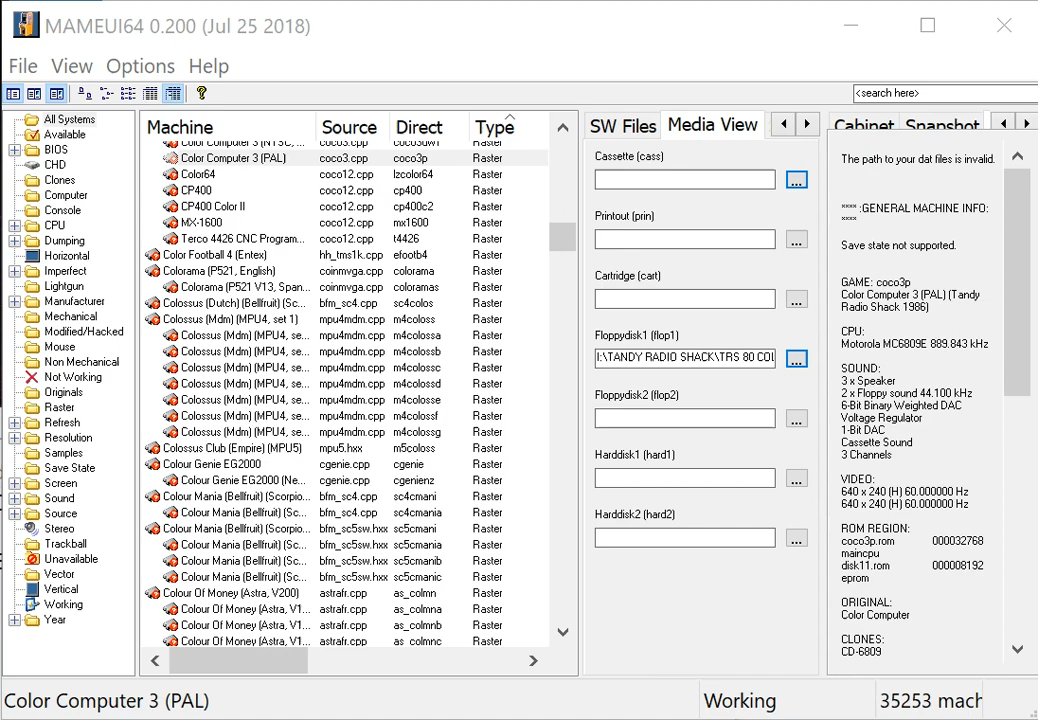 MAMEUI64 0.200 (Jul 25 2018)
File View Options Help
<search here>
All Systems
Available
BIOS
CHD
Clones
Computer
Console
CPU
Dumping
Horizontal
Imperfect
Lightgun
Manufacturer
Mechanical
Modified/Hacked
Mouse
Non Mechanical
Not Working
Originals
Raster
Refresh
Resolution
Samples
Save State
Screen
Sound
Source
Stereo
Trackball
Unavailable
Vector
Vertical
Working
Year
Machine Source Direct Type
Color Computer 3 (NTSC, ... coco3.cpp coco3dw1 Raster
Color Computer 3 (PAL) coco3.cpp coco3p Raster
Color64 coco12.cpp lzcolor64 Raster
CP400 coco12.cpp cp400 Raster
CP400 Color II coco12.cpp cp400c2 Raster
MX-1600 coco12.cpp mx1600 Raster
Terco 4426 CNC Program... coco12.cpp t4426 Raster
Color Football 4 (Entex) hh_tms1k.cpp efootb4 Raster
Colorama (P521, English) coinmvga.cpp colorama Raster
Colorama (P521 V13, Span... coinmvga.cpp coloramas Raster
Colossus (Dutch) (Bellfruit) (Sc... bfm_sc4.cpp sc4colos Raster
Colossus (Mdm) (MPU4, set 1) mpu4mdm.cpp m4coloss Raster
Colossus (Mdm) (MPU4, se... mpu4mdm.cpp m4colossa Raster
Colossus (Mdm) (MPU4, se... mpu4mdm.cpp m4colossb Raster
Colossus (Mdm) (MPU4, se... mpu4mdm.cpp m4colossc Raster
Colossus (Mdm) (MPU4, se... mpu4mdm.cpp m4colossd Raster
Colossus (Mdm) (MPU4, se... mpu4mdm.cpp m4colosse Raster
Colossus (Mdm) (MPU4, se... mpu4mdm.cpp m4colossf Raster
Colossus (Mdm) (MPU4, se... mpu4mdm.cpp m4colossg Raster
Colossus Club (Empire) (MPU5) mpu5.hxx m5coloss Raster
Colour Genie EG2000 cgenie.cpp cgenie Raster
Colour Genie EG2000 (Ne... cgenie.cpp cgenienz Raster
Colour Mania (Bellfruit) (Scorpio... bfm_sc4.cpp sc4cmani Raster
Colour Mania (Bellfruit) (Scorpio... bfm_sc5sw.hxx sc5cmani Raster
Colour Mania (Bellfruit) (Sc... bfm_sc5sw.hxx sc5cmania Raster
Colour Mania (Bellfruit) (Sc... bfm_sc5sw.hxx sc5cmanib Raster
Colour Mania (Bellfruit) (Sc... bfm_sc5sw.hxx sc5cmanic Raster
Colour Of Money (Astra, V200) astrafr.cpp as_colmn Raster
Colour Of Money (Astra, V1... astrafr.cpp as_colmna Raster
Colour Of Money (Astra, V1... astrafr.cpp as_colmnb Raster
Colour Of Money (Astra, V1... astrafr.cpp as_colmnc Raster
SW Files Media View
Cassette (cass)
...
Printout (prin)
...
Cartridge (cart)
...
Floppydisk1 (flop1)
I:\TANDY RADIO SHACK\TRS 80 COL ...
Floppydisk2 (flop2)
...
Harddisk1 (hard1)
...
Harddisk2 (hard2)
...
Cabinet Snapshot
The path to your dat files is invalid.
**** :GENERAL MACHINE INFO:
****
Save state not supported.
GAME: coco3p
Color Computer 3 (PAL) (Tandy
Radio Shack 1986)
CPU:
Motorola MC6809E 889.843 kHz
SOUND:
3 x Speaker
2 x Floppy sound 44.100 kHz
6-Bit Binary Weighted DAC
Voltage Regulator
1-Bit DAC
Cassette Sound
3 Channels
VIDEO:
640 x 240 (H) 60.000000 Hz
640 x 240 (H) 60.000000 Hz
ROM REGION:
coco3p.rom 000032768
maincpu
disk11.rom 000008192
eprom
ORIGINAL:
Color Computer
CLONES:
CD-6809
Color Computer 3 (PAL) Working 35253 mach